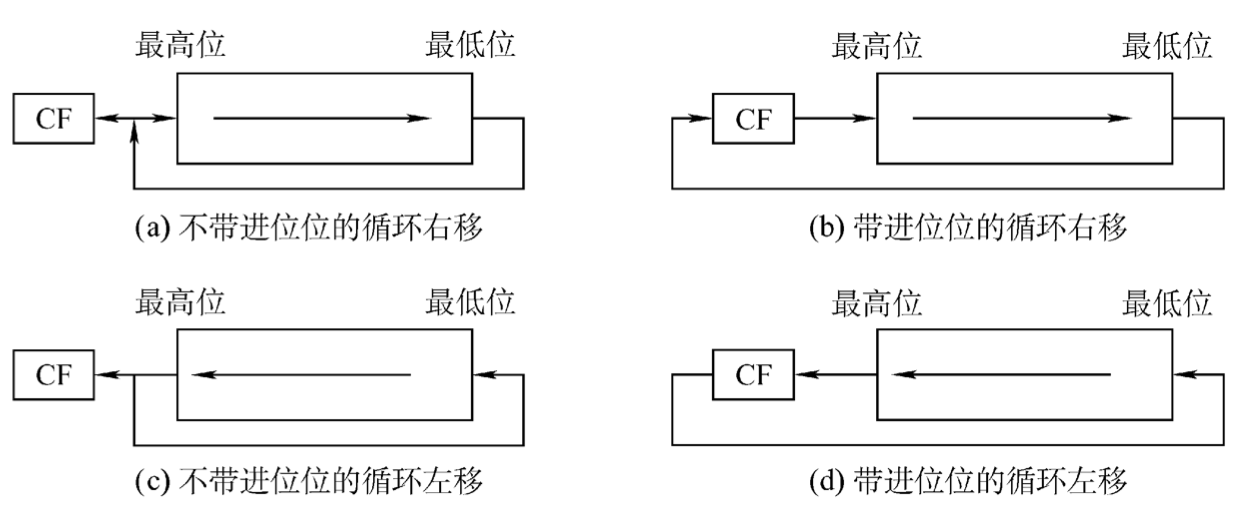 最高位 最低位 最高位 最低位
CF CF
(a) 不带进位位的循环右移 (b) 带进位位的循环右移
最高位 最低位 最高位 最低位
CF CF
(c) 不带进位位的循环左移 (d) 带进位位的循环左移